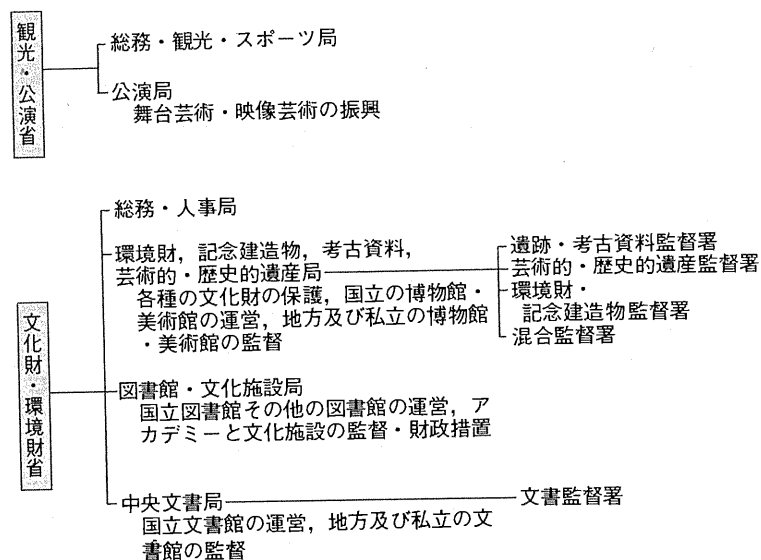 観光・公演省
総務・観光・スポーツ局
公演局
舞台芸術・映像芸術の振興
文化財・環境財省
総務・人事局
環境財，記念建造物，考古資料，
芸術的・歴史的遺産局
各種の文化財の保護，国立の博物館・
美術館の運営，地方及び私立の博物館
・美術館の監督
遺跡・考古資料監督署
芸術的・歴史的遺産監督署
環境財・
記念建造物監督署
混合監督署
図書館・文化施設局
国立図書館その他の図書館の運営，ア
カデミーと文化施設の監督・財政措置
中央文書局
国立文書館の運営，地方及び私立の文
書館の監督
文書監督署